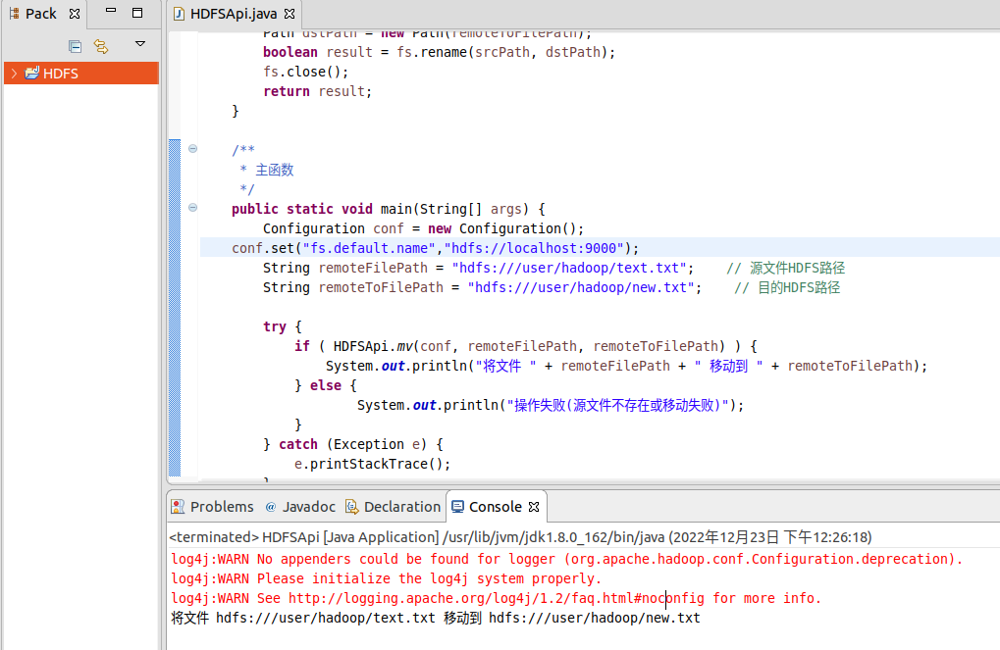 Pack
HDFSApi.java
HDFS
Path dstPath = new Path(remoteToFilePath);
boolean result = fs.rename(srcPath, dstPath);
fs.close();
return result;
}
/**
* 主函数
*/
public static void main(String[] args) {
Configuration conf = new Configuration();
conf.set("fs.default.name","hdfs://localhost:9000");
String remoteFilePath = "hdfs:///user/hadoop/text.txt";    // 源文件HDFS路径
String remoteToFilePath = "hdfs:///user/hadoop/new.txt";    // 目的HDFS路径
try {
if ( HDFSApi.mv(conf, remoteFilePath, remoteToFilePath) ) {
System.out.println("将文件 " + remoteFilePath + " 移动到 " + remoteToFilePath);
} else {
System.out.println("操作失败(源文件不存在或移动失败)");
}
} catch (Exception e) {
e.printStackTrace();
}
Problems @ Javadoc Declaration Console
<terminated> HDFSApi [Java Application] /usr/lib/jvm/jdk1.8.0_162/bin/java (2022年12月23日 下午12:26:18)
log4j:WARN No appenders could be found for logger (org.apache.hadoop.conf.Configuration.deprecation).
log4j:WARN Please initialize the log4j system properly.
log4j:WARN See http://logging.apache.org/log4j/1.2/faq.html#noconfig for more info.
将文件 hdfs:///user/hadoop/text.txt 移动到 hdfs:///user/hadoop/new.txt